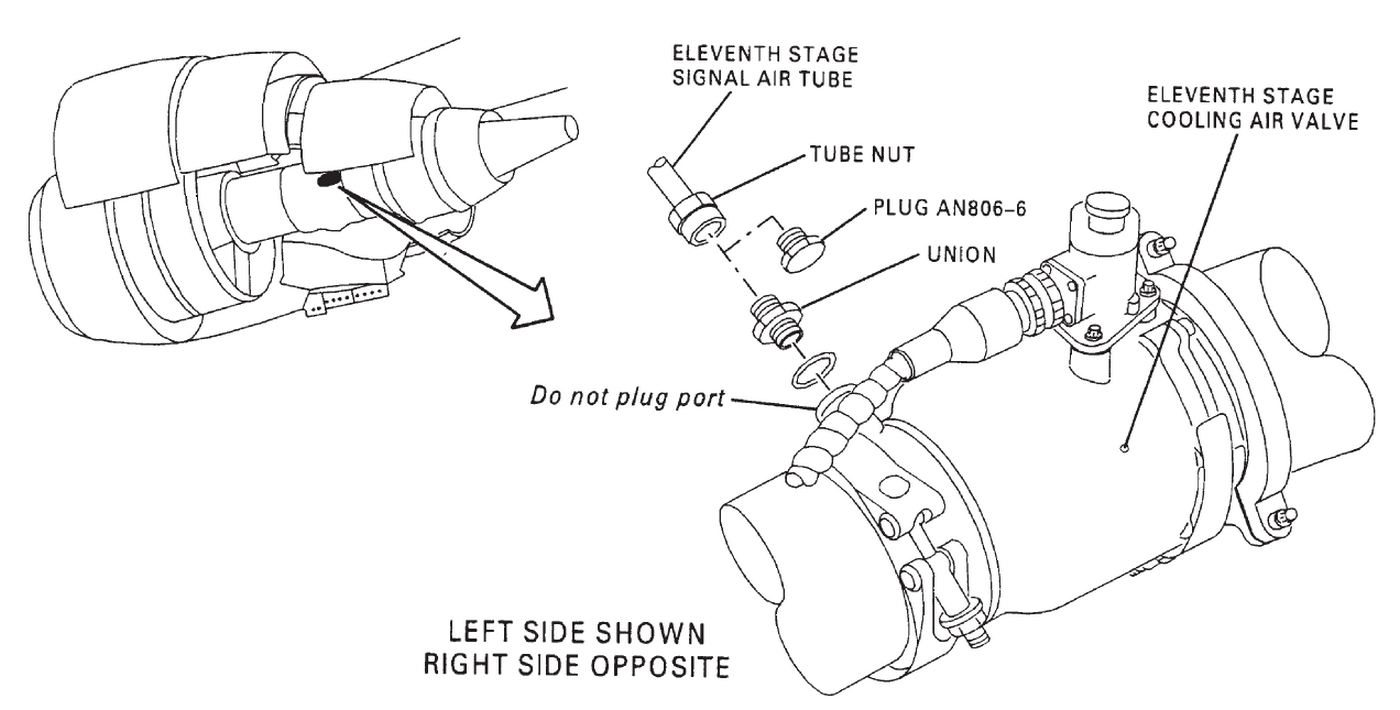 ELEVENTH STAGE
SIGNAL AIR TUBE
ELEVENTH STAGE
COOLING AIR VALVE
TUBE NUT
PLUG AN806-6
UNION
Do not plug port
LEFT SIDE SHOWN
RIGHT SIDE OPPOSITE